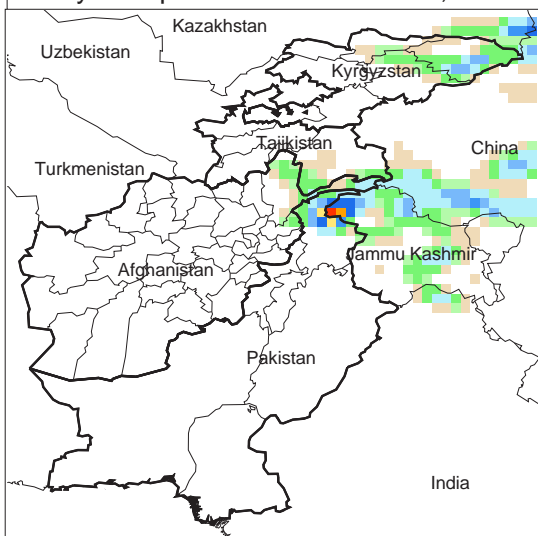 Kazakhstan
Uzbekistan
Kyrgyzstan
Tajikistan
China
Turkmenistan
Jammu Kashmir
Afghanistan
Pakistan
India